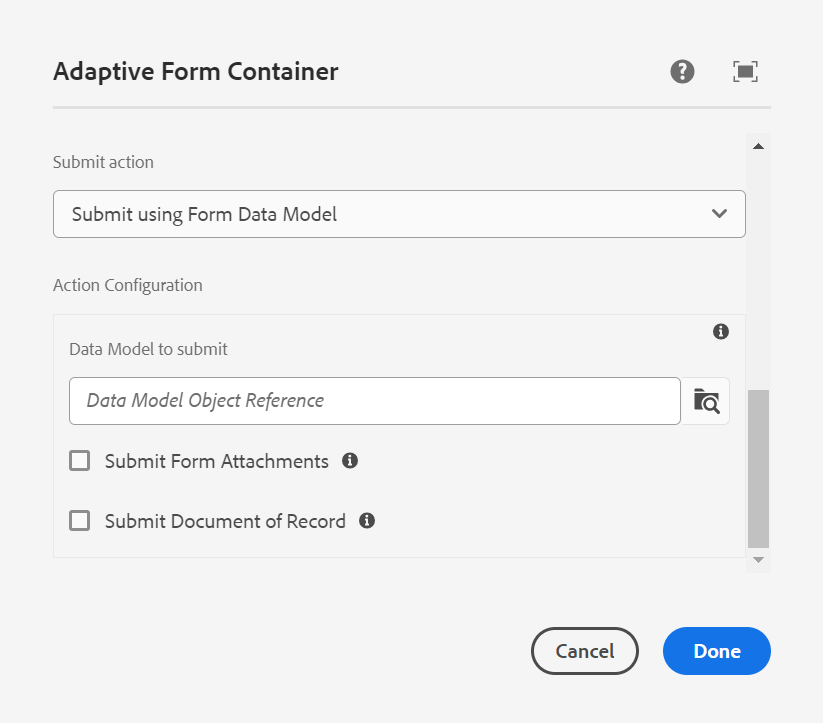 Adaptive Form Container
Submit action
Submit using Form Data Model
Action Configuration
Data Model to submit
Data Model Object Reference
Submit Form Attachments
Submit Document of Record
Cancel
Done